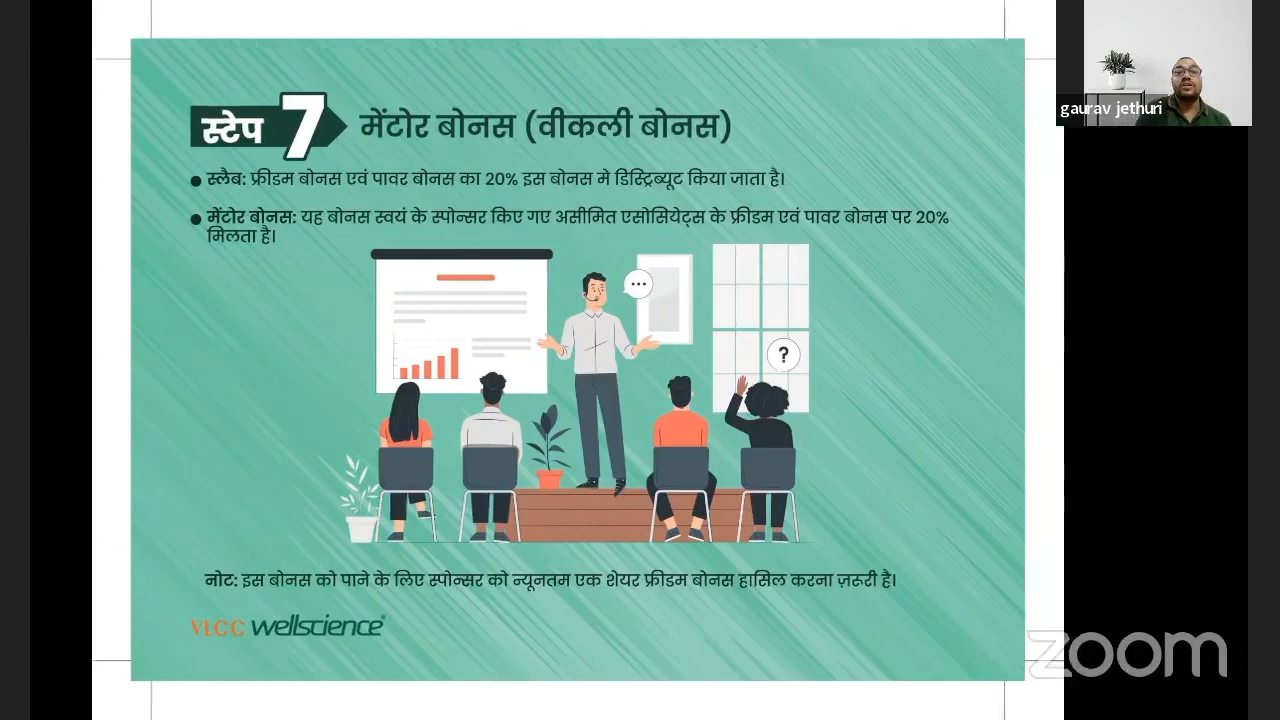 स्टेप 7 मेंटोर बोनस (वीकली बोनस)
● स्लैब: फ्रीडम बोनस एवं पावर बोनस का 20% इस बोनस मे डिस्ट्रिब्यूट किया जाता है।
● मेंटोर बोनस: यह बोनस स्वयं के स्पोन्सर किए गए असीमित एसोसियेट्स के फ्रीडम एवं पावर बोनस पर 20%
मिलता है।
?
नोट: इस बोनस को पाने के लिए स्पोन्सर को न्यूनतम एक शेयर फ्रीडम बोनस हासिल करना ज़रूरी है।
VLCC wellscience®
gaurav jethuri
zoom